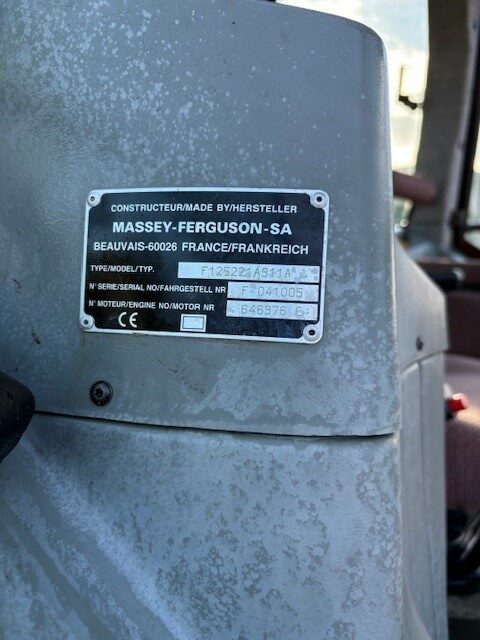 CONSTRUCTEUR/MADE BY/HERSTELLER
MASSEY-FERGUSON-SA
BEAUVAIS-60026 FRANCE/FRANKREICH
TYPE/MODEL/TYP.
N° SERIE/SERIAL NO/FAHRGESTELL NR
N° MOTEUR/ENGINE NO/MOTOR NR
CE